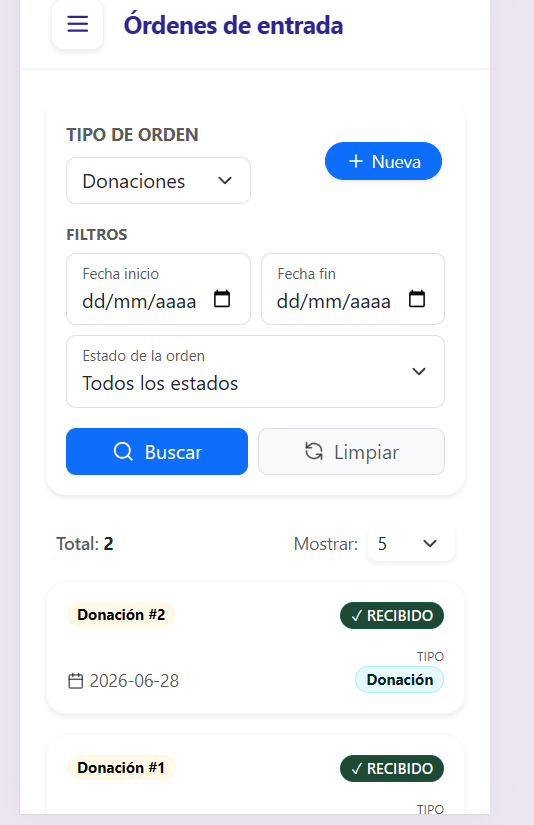 Órdenes de entrada
TIPO DE ORDEN
Donaciones
+ Nueva
FILTROS
Fecha inicio
dd/mm/aaaa
Fecha fin
dd/mm/aaaa
Estado de la orden
Todos los estados
Buscar
Limpiar
Total: 2
Mostrar: 5
Donación #2
✓ RECIBIDO
TIPO
2026-06-28
Donación
Donación #1
✓ RECIBIDO
TIPO